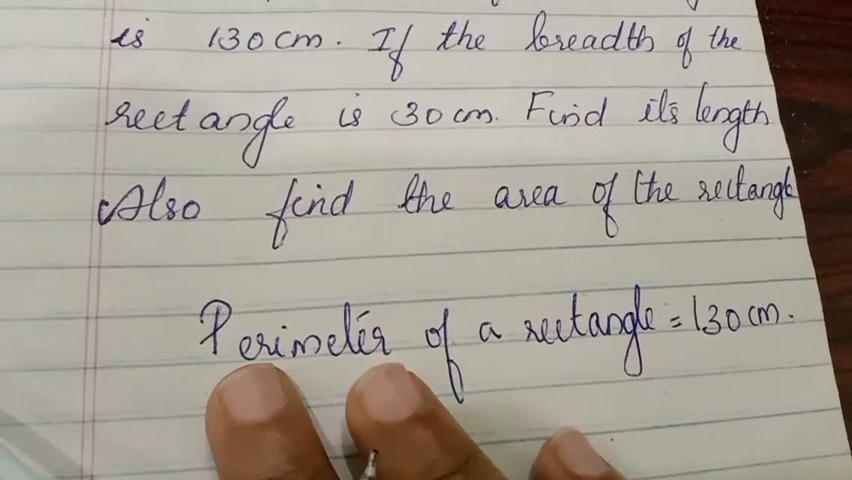 is 130 cm. If the breadth of the
rectangle is 30 cm. Find it's length
Also find the area of the rectangle
Perimeter of a rectangle = 130 cm.